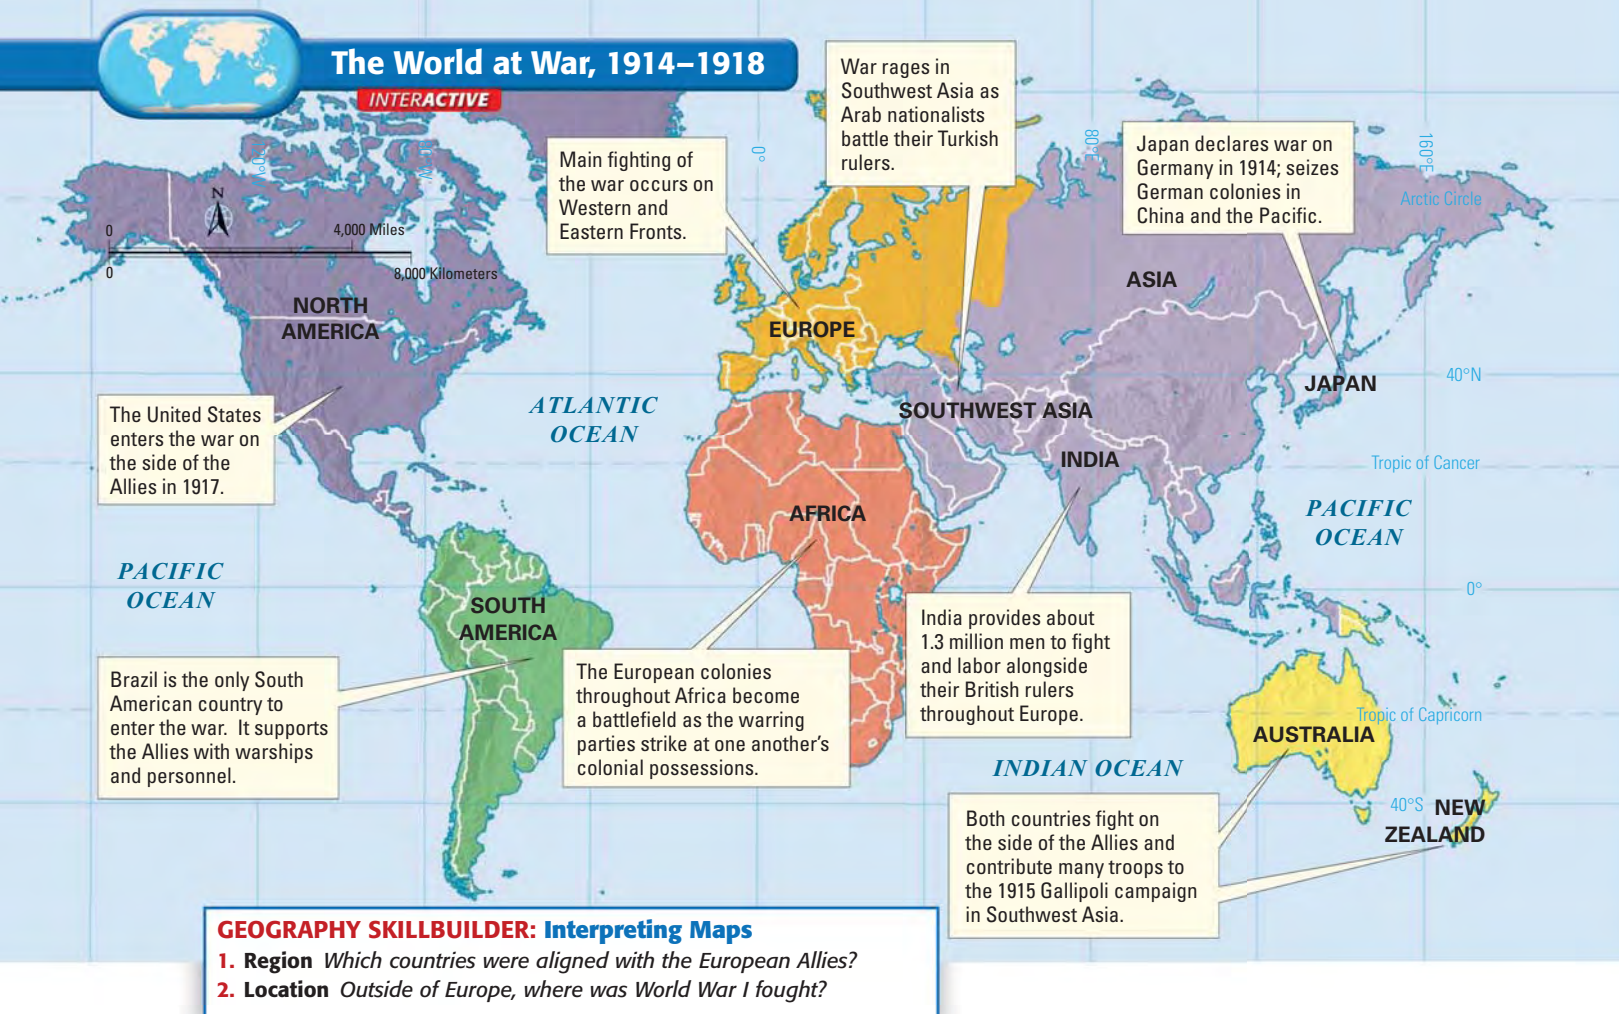 The World at War, 1914–1918
INTERACTIVE
War rages in
Southwest Asia as
Arab nationalists
battle their Turkish
rulers.
Main fighting of
the war occurs on
Western and
Eastern Fronts.
Japan declares war on
Germany in 1914; seizes
German colonies in
China and the Pacific.
0°
80°E
160°E
Arctic Circle
N
0
4,000 Miles
0
8,000 Kilometers
NORTH
AMERICA
EUROPE
ASIA
JAPAN
40°N
The United States
enters the war on
the side of the
Allies in 1917.
ATLANTIC
OCEAN
SOUTHWEST ASIA
INDIA
Tropic of Cancer
AFRICA
PACIFIC
OCEAN
PACIFIC
OCEAN
0°
SOUTH
AMERICA
India provides about
1.3 million men to fight
and labor alongside
their British rulers
throughout Europe.
Brazil is the only South
American country to
enter the war. It supports
the Allies with warships
and personnel.
The European colonies
throughout Africa become
a battlefield as the warring
parties strike at one another's
colonial possessions.
Tropic of Capricorn
AUSTRALIA
INDIAN OCEAN
40°S
NEW
ZEALAND
Both countries fight on
the side of the Allies and
contribute many troops to
the 1915 Gallipoli campaign
in Southwest Asia.
GEOGRAPHY SKILLBUILDER: Interpreting Maps
1. Region Which countries were aligned with the European Allies?
2. Location Outside of Europe, where was World War I fought?